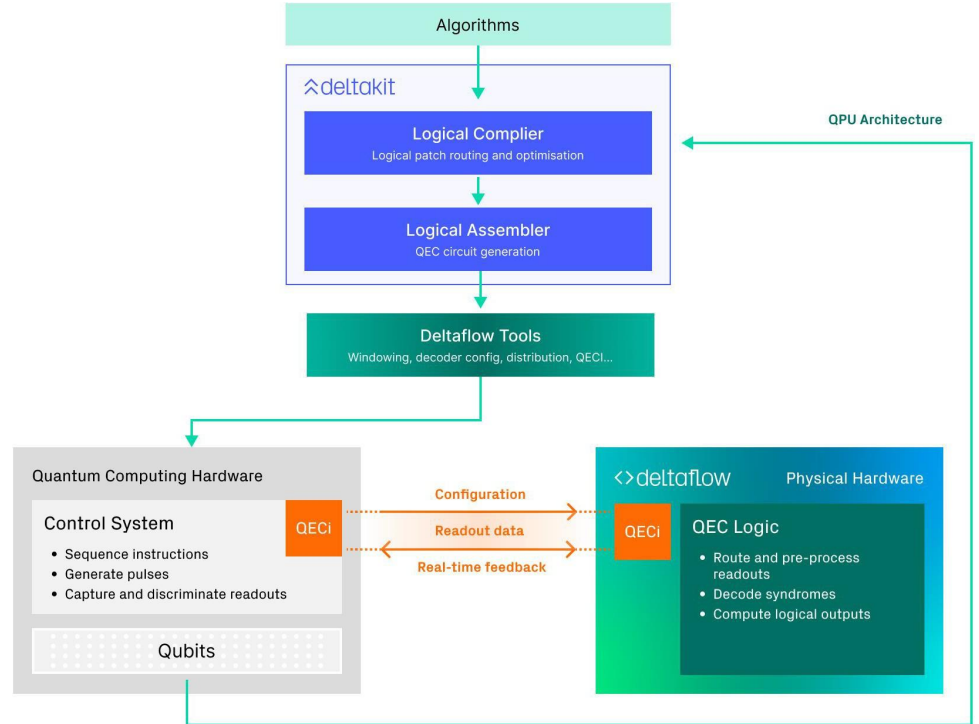 Algorithms
deltakit
Logical Complier
Logical patch routing and optimisation
QPU Architecture
Logical Assembler
QEC circuit generation
Deltaflow Tools
Windowing, decoder config, distribution, QECI...
Quantum Computing Hardware
Control System
• Sequence instructions
• Generate pulses
• Capture and discriminate readouts
QECi
Qubits
Configuration
Readout data
Real-time feedback
<>deltaflow
Physical Hardware
QECi
QEC Logic
• Route and pre-process
readouts
• Decode syndromes
• Compute logical outputs